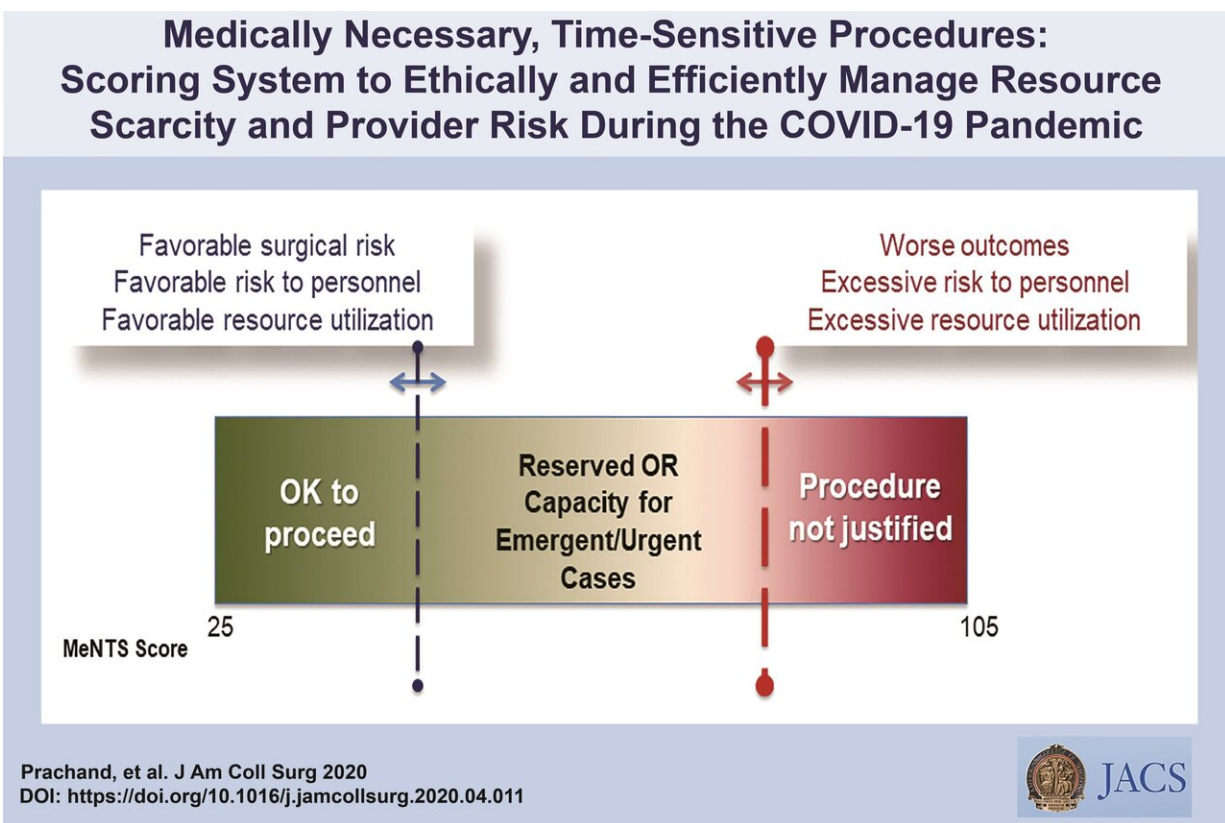 Medically Necessary, Time-Sensitive Procedures:
Scoring System to Ethically and Efficiently Manage Resource
Scarcity and Provider Risk During the COVID-19 Pandemic
Favorable surgical risk
Favorable risk to personnel
Favorable resource utilization
Worse outcomes
Excessive risk to personnel
Excessive resource utilization
OK to
proceed
Reserved OR
Capacity for
Emergent/Urgent
Cases
Procedure
not justified
25
105
MeNTS Score
Prachand, et al. J Am Coll Surg 2020
DOI: https://doi.org/10.1016/j.jamcollsurg.2020.04.011
JACS